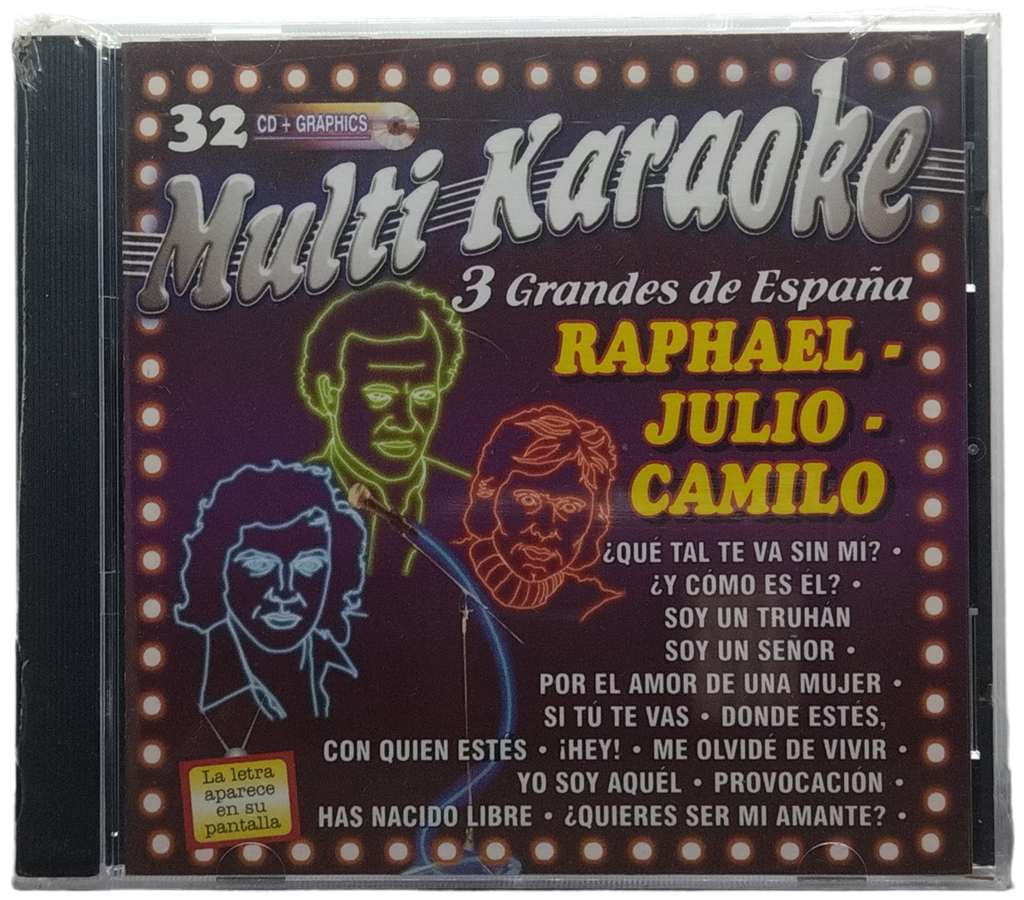 32 CD + GRAPHICS
Multi Karaoke
3 Grandes de España
RAPHAEL -
JULIO -
CAMILO
¿QUÉ TAL TE VA SIN MÍ? •
¿Y CÓMO ES ÉL? •
SOY UN TRUHÁN
SOY UN SEÑOR •
POR EL AMOR DE UNA MUJER •
SI TÚ TE VAS • DONDE ESTÉS,
CON QUIEN ESTÉS • ¡HEY! • ME OLVIDÉ DE VIVIR •
YO SOY AQUÉL • PROVOCACIÓN •
HAS NACIDO LIBRE • ¿QUIERES SER MI AMANTE? •
La letra
aparece
en su
pantalla